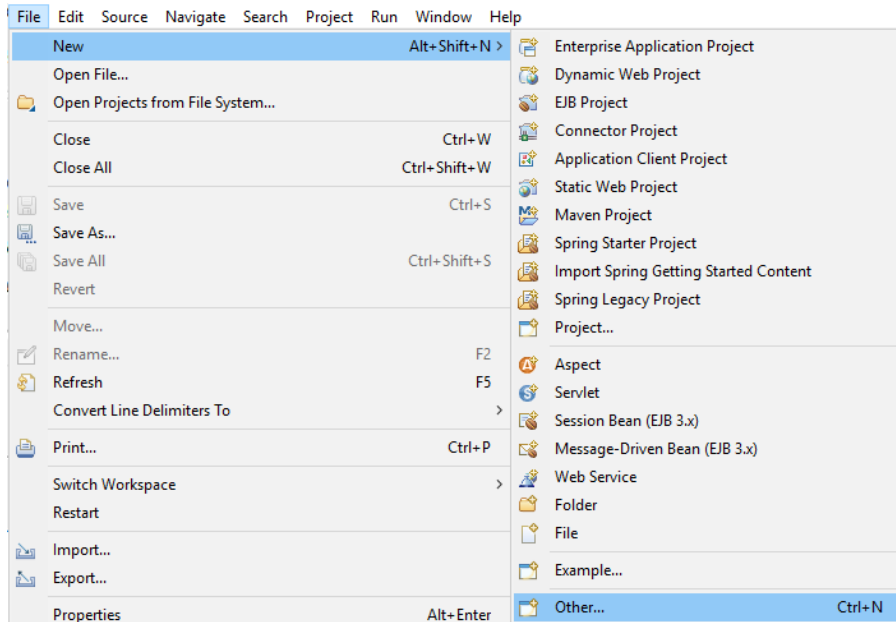 File Edit Source Navigate Search Project Run Window Help
New Alt+Shift+N >
Open File...
Open Projects from File System...
Close Ctrl+W
Close All Ctrl+Shift+W
Save Ctrl+S
Save As...
Save All Ctrl+Shift+S
Revert
Move...
Rename... F2
Refresh F5
Convert Line Delimiters To >
Print... Ctrl+P
Switch Workspace >
Restart
Import...
Export...
Properties Alt+Enter
Enterprise Application Project
Dynamic Web Project
EJB Project
Connector Project
Application Client Project
Static Web Project
Maven Project
Spring Starter Project
Import Spring Getting Started Content
Spring Legacy Project
Project...
Aspect
Servlet
Session Bean (EJB 3.x)
Message-Driven Bean (EJB 3.x)
Web Service
Folder
File
Example...
Other... Ctrl+N